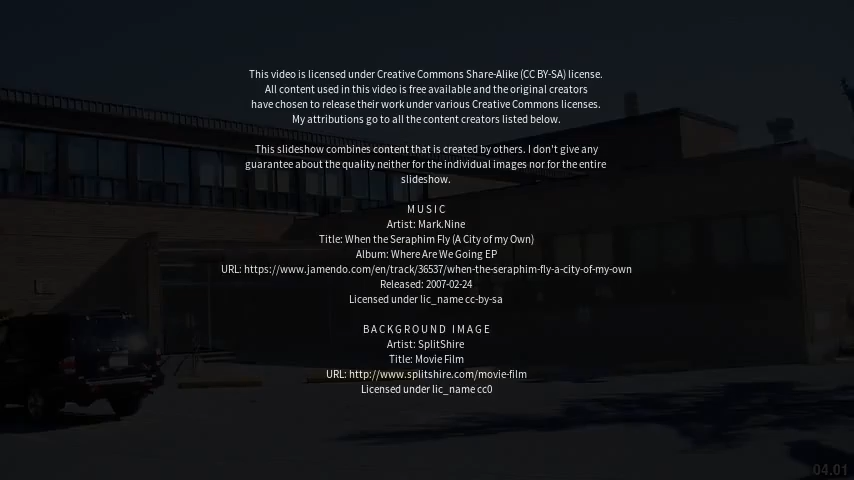 This video is licensed under Creative Commons Share-Alike (CC BY-SA) license.
All content used in this video is free available and the original creators
have chosen to release their work under various Creative Commons licenses.
My attributions go to all the content creators listed below.
This slideshow combines content that is created by others. I don't give any
guarantee about the quality neither for the individual images nor for the entire
slideshow.
MUSIC
Artist: Mark.Nine
Title: When the Seraphim Fly (A City of my Own)
Album: Where Are We Going EP
URL: https://www.jamendo.com/en/track/36537/when-the-seraphim-fly-a-city-of-my-own
Released: 2007-02-24
Licensed under lic_name cc-by-sa
BACKGROUND IMAGE
Artist: SplitShire
Title: Movie Film
URL: http://www.splitshire.com/movie-film
Licensed under lic_name cc0
04.01